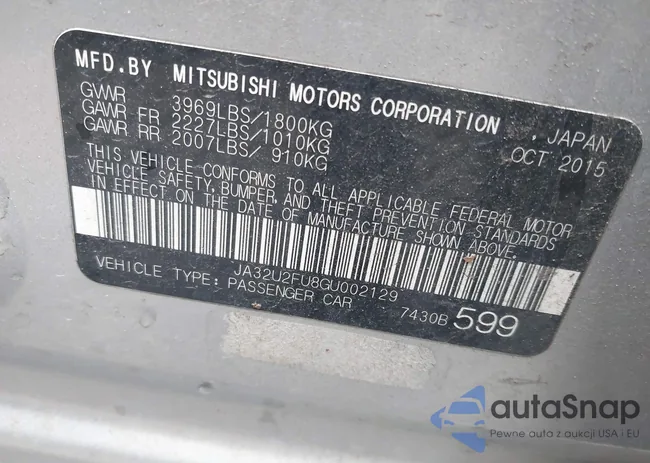 MFD.BY MITSUBISHI MOTORS CORPORATION, JAPAN
GVWR 3969LBS/1800KG OCT 2015
GAWR FR 2227LBS/1010KG
GAWR RR 2007LBS/ 910KG
THIS VEHICLE CONFORMS TO ALL APPLICABLE FEDERAL MOTOR
VEHICLE SAFETY, BUMPER, AND THEFT PREVENTION STANDARDS
IN EFFECT ON THE DATE OF MANUFACTURE SHOWN ABOVE.
JA32U2FU8GU002129
VEHICLE TYPE: PASSENGER CAR 7430B 599
autoSnap
Pewne auta z aukcji USA i EU